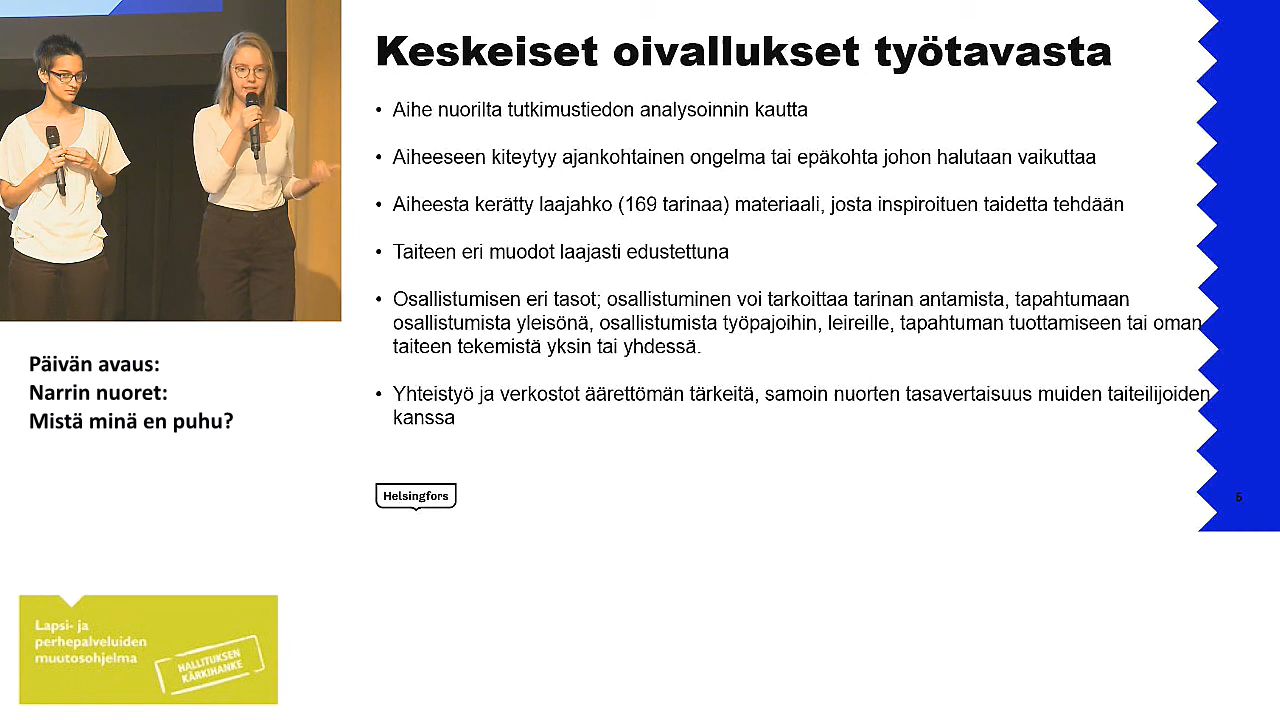 Keskeiset oivallukset työtavasta
• Aihe nuorilta tutkimustiedon analysoinnin kautta
• Aiheeseen kiteytyy ajankohtainen ongelma tai epäkohta johon halutaan vaikuttaa
• Aiheesta kerätty laajahko (169 tarinaa) materiaali, josta inspiroituen taidetta tehdään
• Taiteen eri muodot laajasti edustettuna
• Osallistumisen eri tasot; osallistuminen voi tarkoittaa tarinan antamista, tapahtumaan
osallistumista yleisönä, osallistumista työpajoihin, leireille, tapahtuman tuottamiseen tai oman
taiteen tekemistä yksin tai yhdessä.
• Yhteistyö ja verkostot äärettömän tärkeitä, samoin nuorten tasavertaisuus muiden taiteilijoiden
kanssa
Helsingfors
5
Päivän avaus:
Narrin nuoret:
Mistä minä en puhu?
Lapsi- ja
perhepalveluiden
muutosohjelma
HALLITUKSEN
KÄRKIHANKE